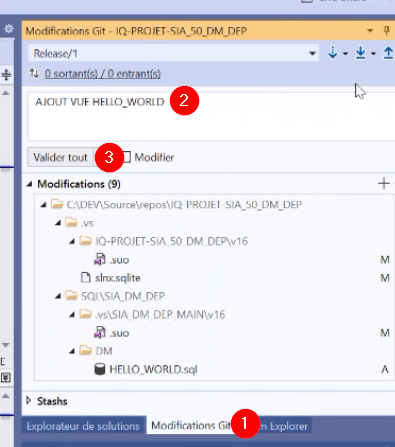 Modifications Git - IQ-PROJET-SIA_50_DM_DEP
Release/1
0 sortant(s) / 0 entrant(s)
AJOUT VUE HELLO_WORLD 2
Valider tout 3 Modifier
Modifications (9)
C:\DEV\Source\repos\IQ-PROJET-SIA_50_DM_DEP
.vs
IQ-PROJET-SIA_50_DM_DEP\v16
.suo M
slnx.sqlite M
SQL\SIA_DM_DEP
.vs\SIA_DM_DEP_MAIN\v16
.suo M
DM
E
HELLO_WORLD.sql A
Stashs
Explorateur de solutions Modifications Git 1 Explorer